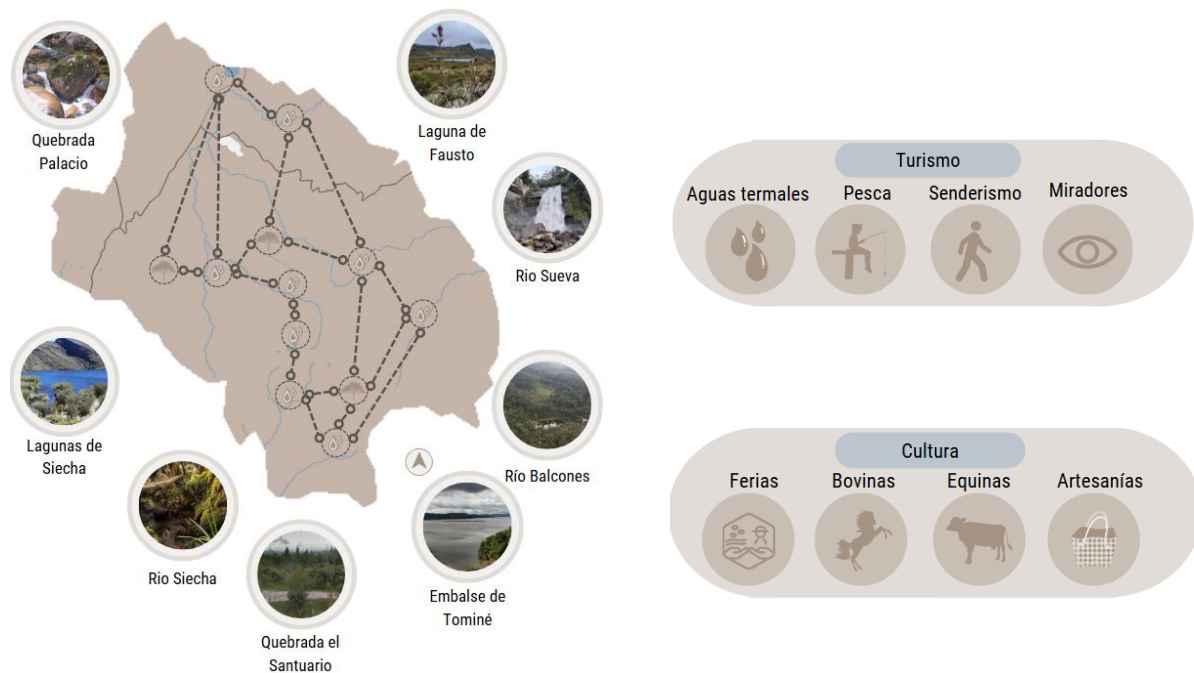 Quebrada
Palacio
Laguna de
Fausto
Rio Sueva
Lagunas de
Siecha
Río Balcones
Rio Siecha
Embalse de
Tominé
Quebrada el
Santuario
Turismo
Aguas termales
Pesca
Senderismo
Miradores
Cultura
Ferias
Bovinas
Equinas
Artesanías